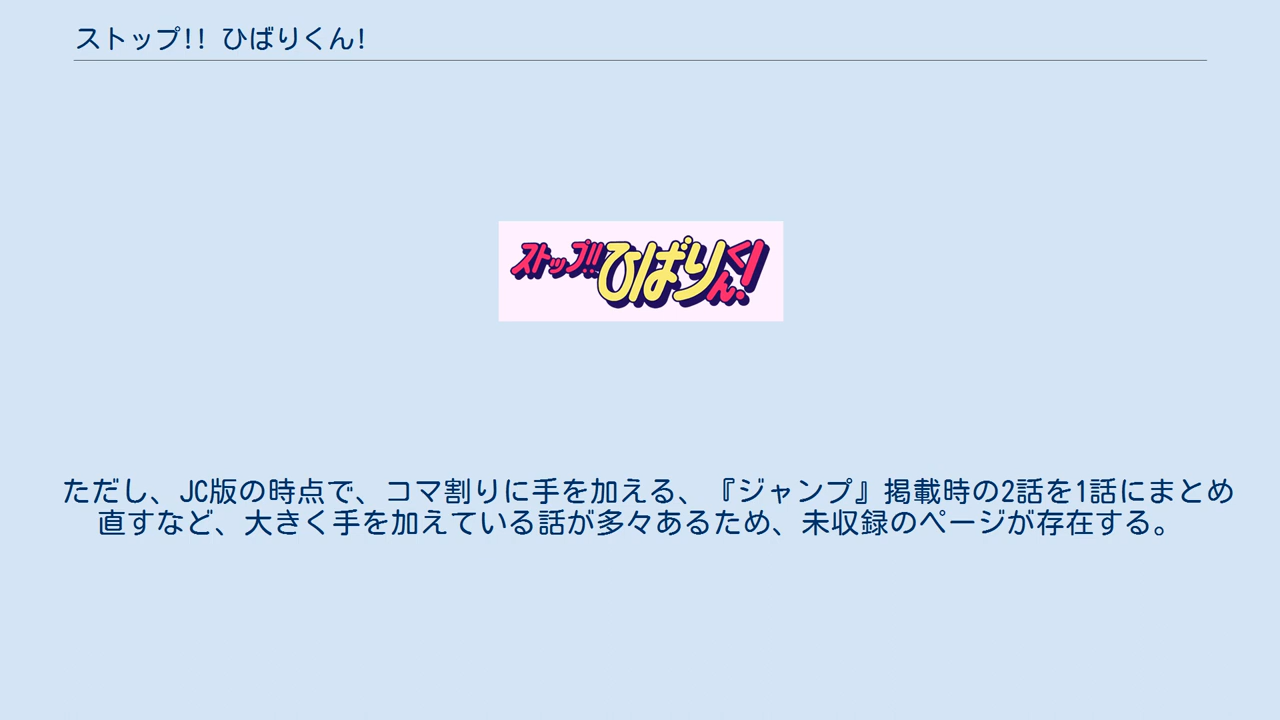 ストップ!! ひばりくん!
ストップ!!ひばりくん!
ただし、JC版の時点で、コマ割りに手を加える、『ジャンプ』掲載時の2話を1話にまとめ
直すなど、大きく手を加えている話が多々あるため、未収録のページが存在する。